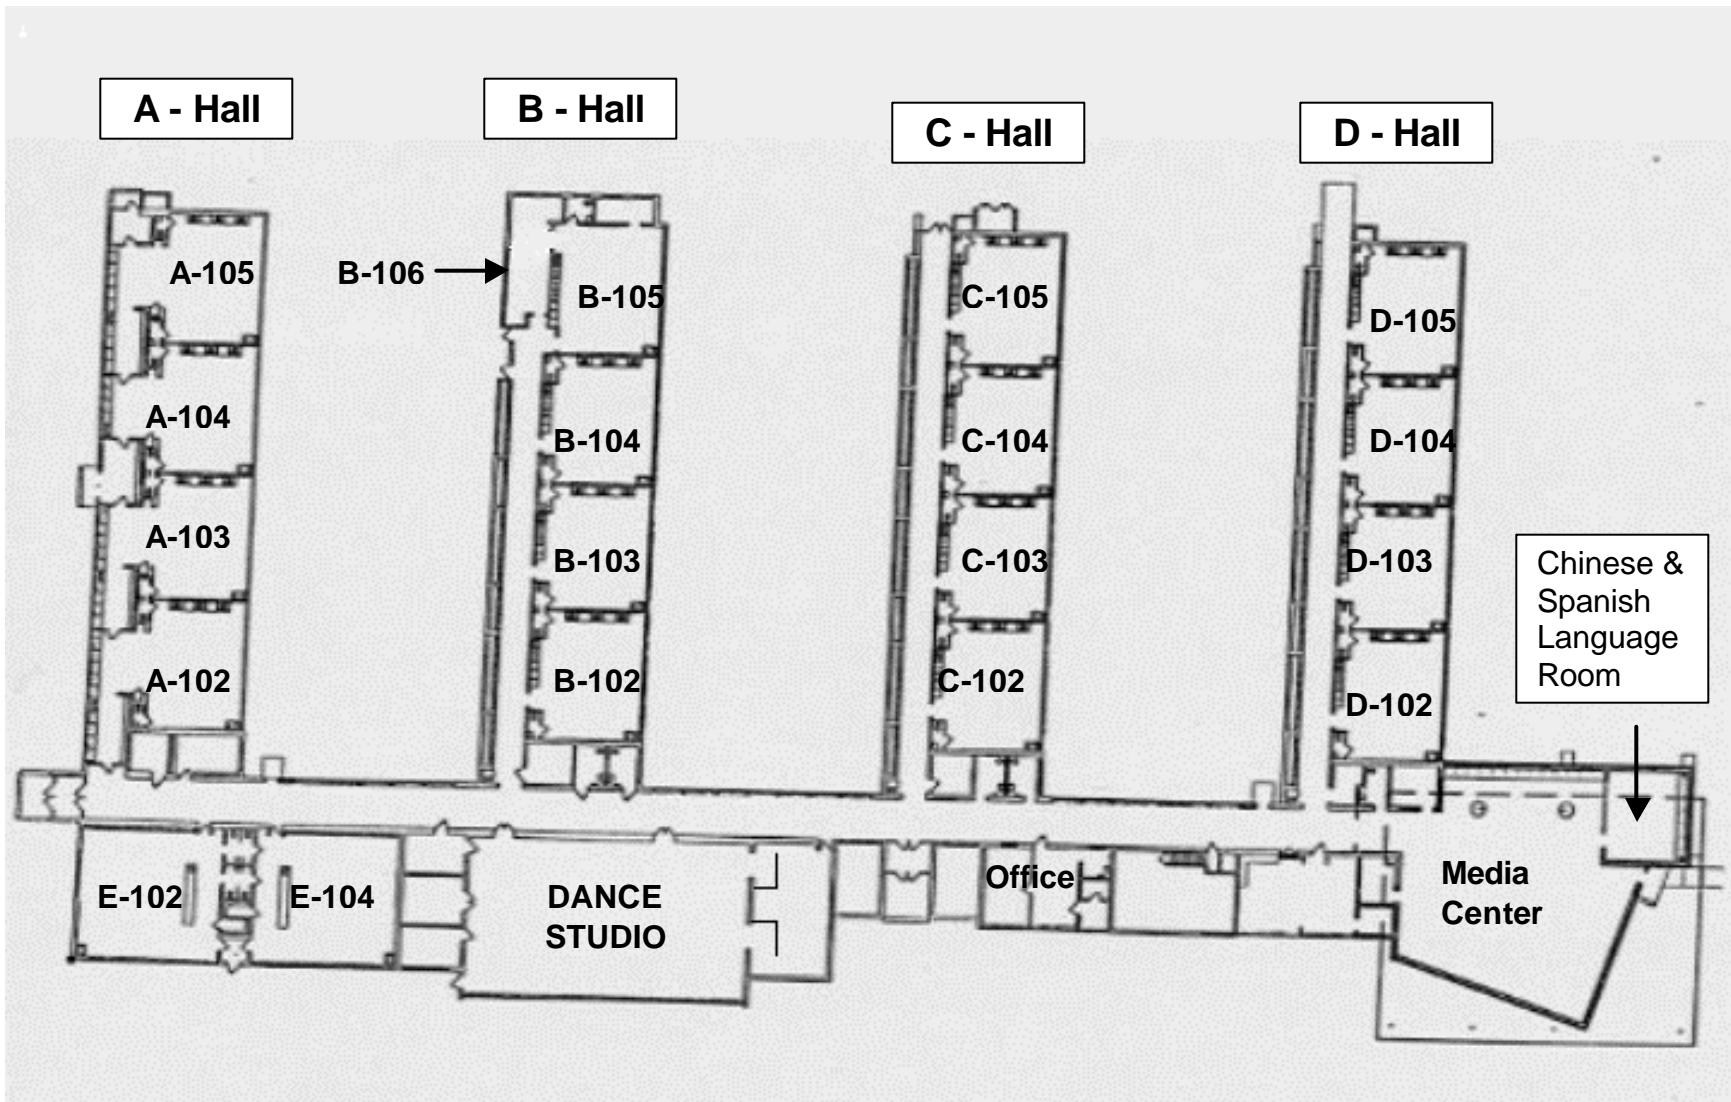 A - Hall
B - Hall
C - Hall
D - Hall
A-105
B-106
B-105
C-105
D-105
A-104
B-104
C-104
D-104
A-103
B-103
C-103
D-103
Chinese &
Spanish
Language
Room
A-102
B-102
C-102
D-102
E-102
E-104
DANCE
STUDIO
Office
Media
Center